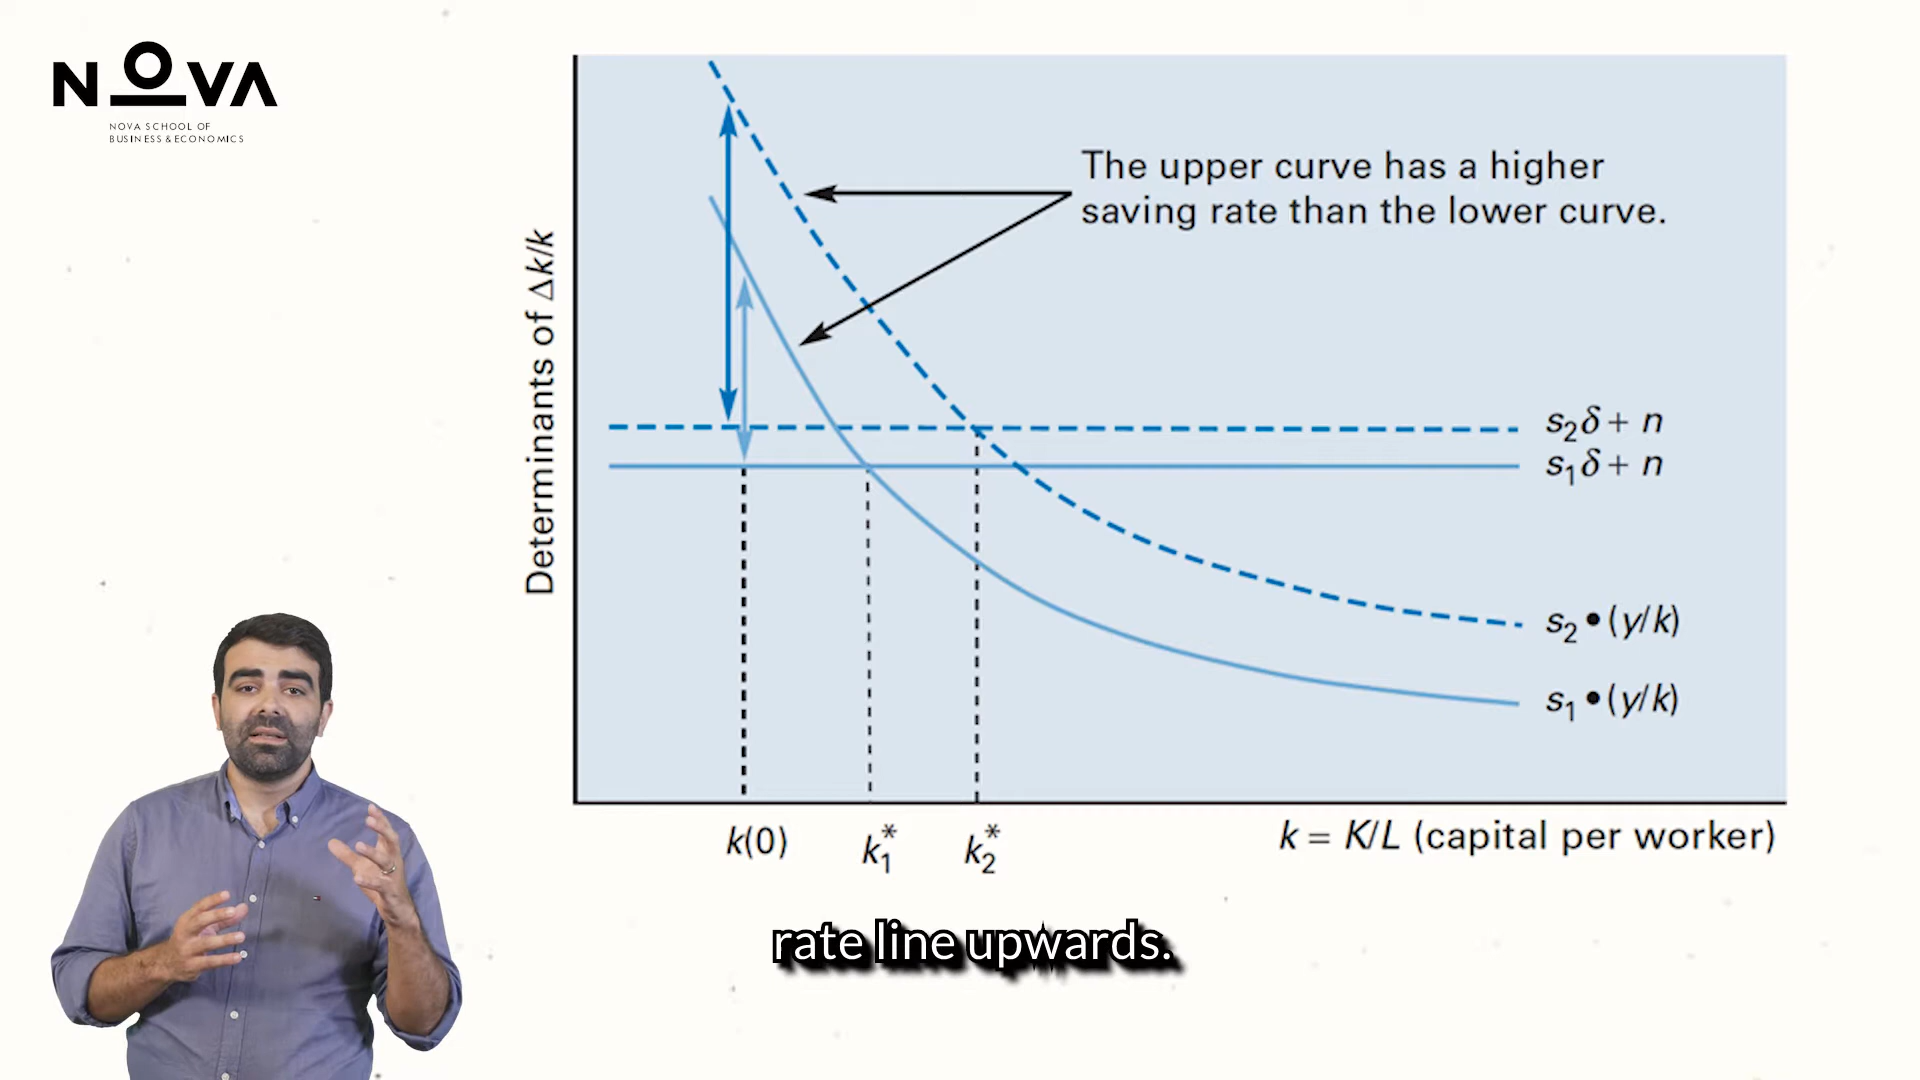 NOVA
NOVA SCHOOL OF
BUSINESS & ECONOMICS
The upper curve has a higher
saving rate than the lower curve.
Determinants of Δk/k
s₂δ + n
s₁δ + n
s₂ • (y/k)
s₁ • (y/k)
k(0)
k₁*
k₂*
k = K/L (capital per worker)
rate line upwards.